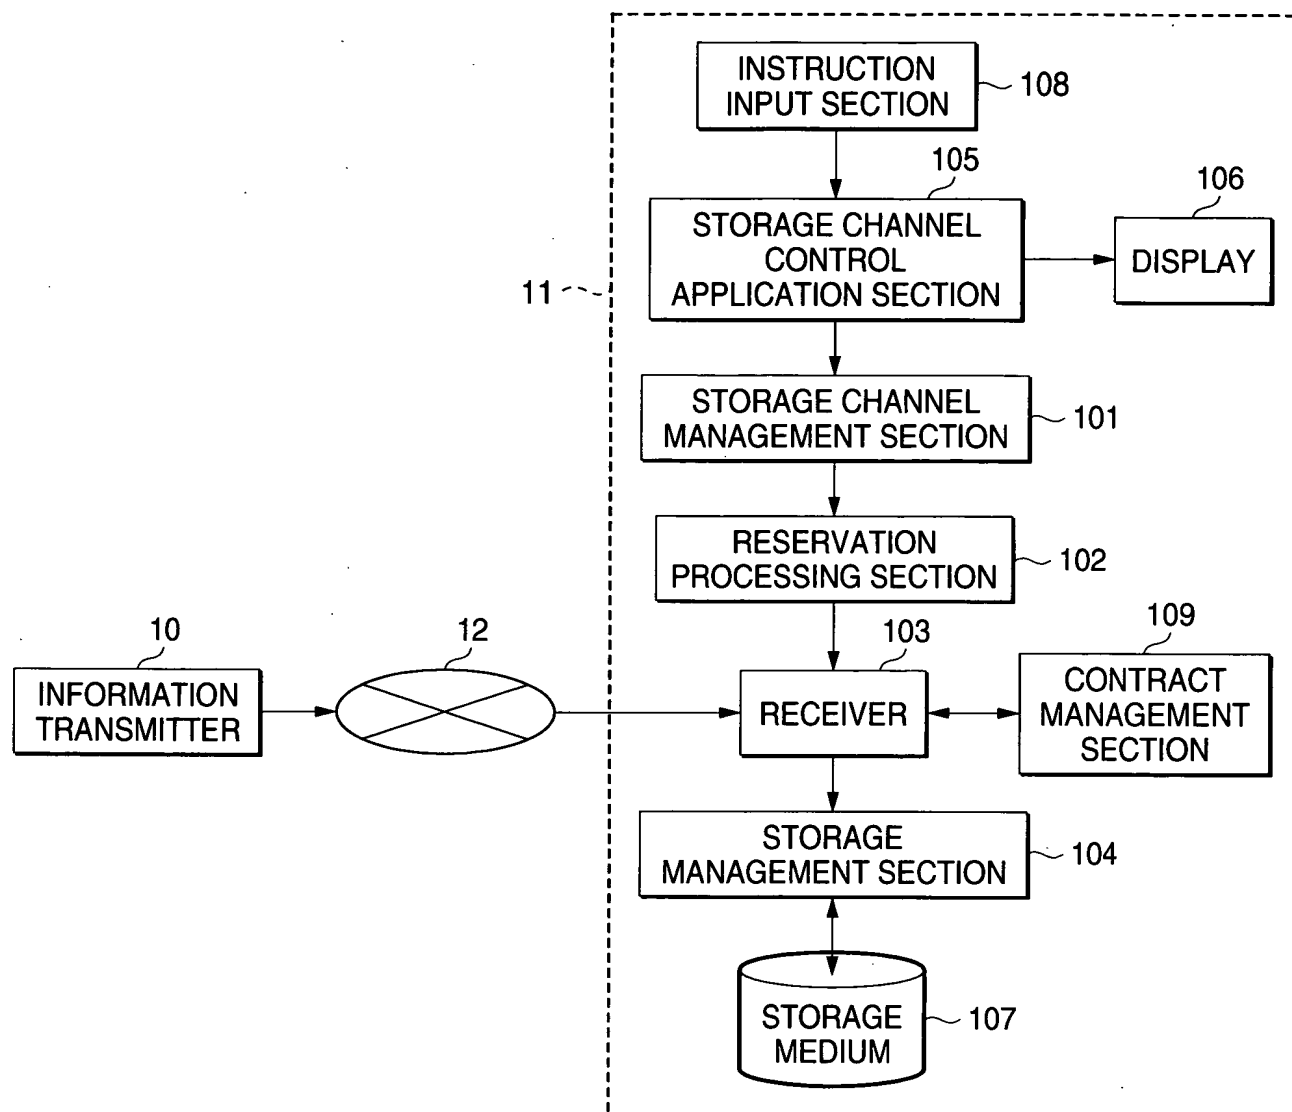 INSTRUCTION
INPUT SECTION
108
105
STORAGE CHANNEL
CONTROL
APPLICATION SECTION
106
DISPLAY
11
STORAGE CHANNEL
MANAGEMENT SECTION
101
RESERVATION
PROCESSING SECTION
102
10
INFORMATION
TRANSMITTER
12
103
RECEIVER
109
CONTRACT
MANAGEMENT
SECTION
STORAGE
MANAGEMENT SECTION
104
STORAGE
MEDIUM
107